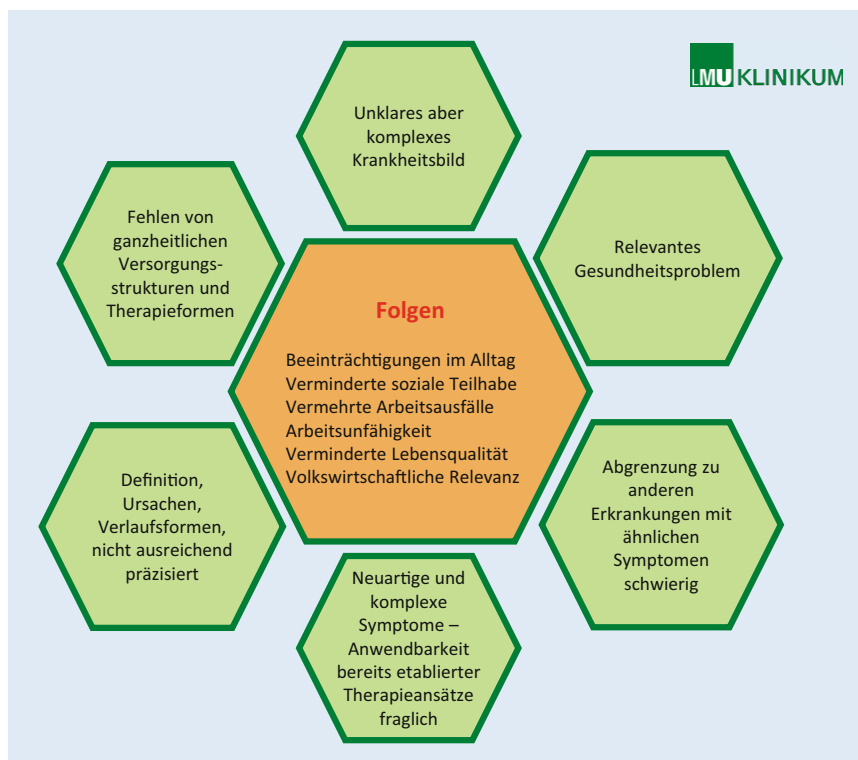 LMU KLINIKUM
Unklares aber
komplexes
Krankheitsbild
Relevantes
Gesundheitsproblem
Abgrenzung zu
anderen
Erkrankungen mit
ähnlichen
Symptomen
schwierig
Neuartige und
komplexe
Symptome –
Anwendbarkeit
bereits etablierter
Therapieansätze
fraglich
Definition,
Ursachen,
Verlaufsformen,
nicht ausreichend
präzisiert
Fehlen von
ganzheitlichen
Versorgungs-
strukturen und
Therapieformen
Folgen
Beeinträchtigungen im Alltag
Verminderte soziale Teilhabe
Vermehrte Arbeitsausfälle
Arbeitsunfähigkeit
Verminderte Lebensqualität
Volkswirtschaftliche Relevanz